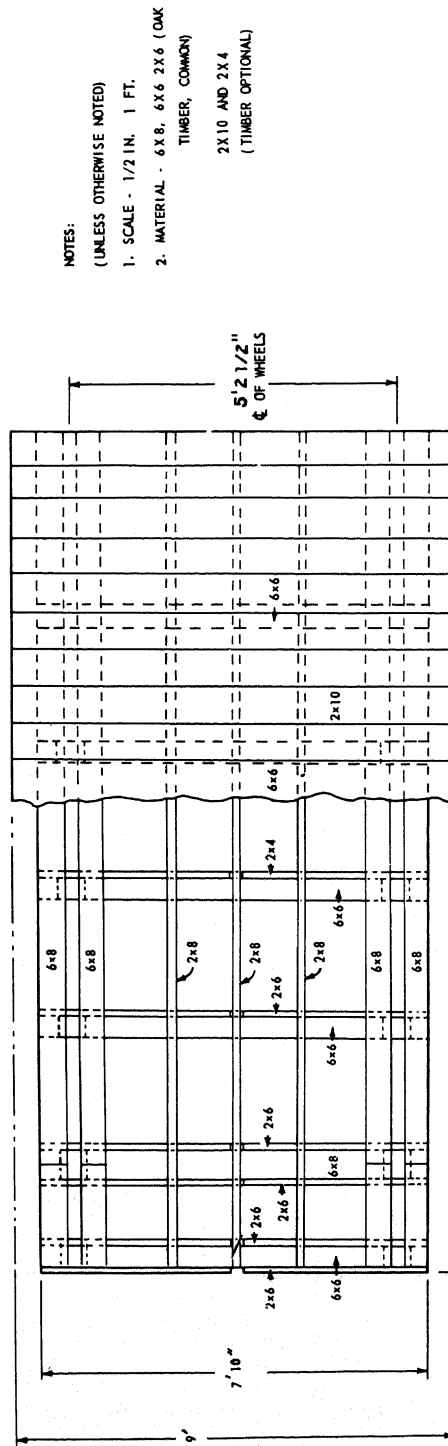 NOTES:
(UNLESS OTHERWISE NOTED)
1. SCALE - 1/2 IN. 1 FT.
2. MATERIAL - 6X8, 6X6 2X6 (OAK
TIMBER, COMMON)
2X10 AND 2X4
(TIMBER OPTIONAL)
5'2 1/2"
℄ OF WHEELS
6x6
2x10
6x6
2x4
6x6
6x8
6x8
2x8
2x8
2x8
6x8
6x8
2x6
6x6
2x6
6x8
2x6
2x6
6x6
2x6
7'10"
9'